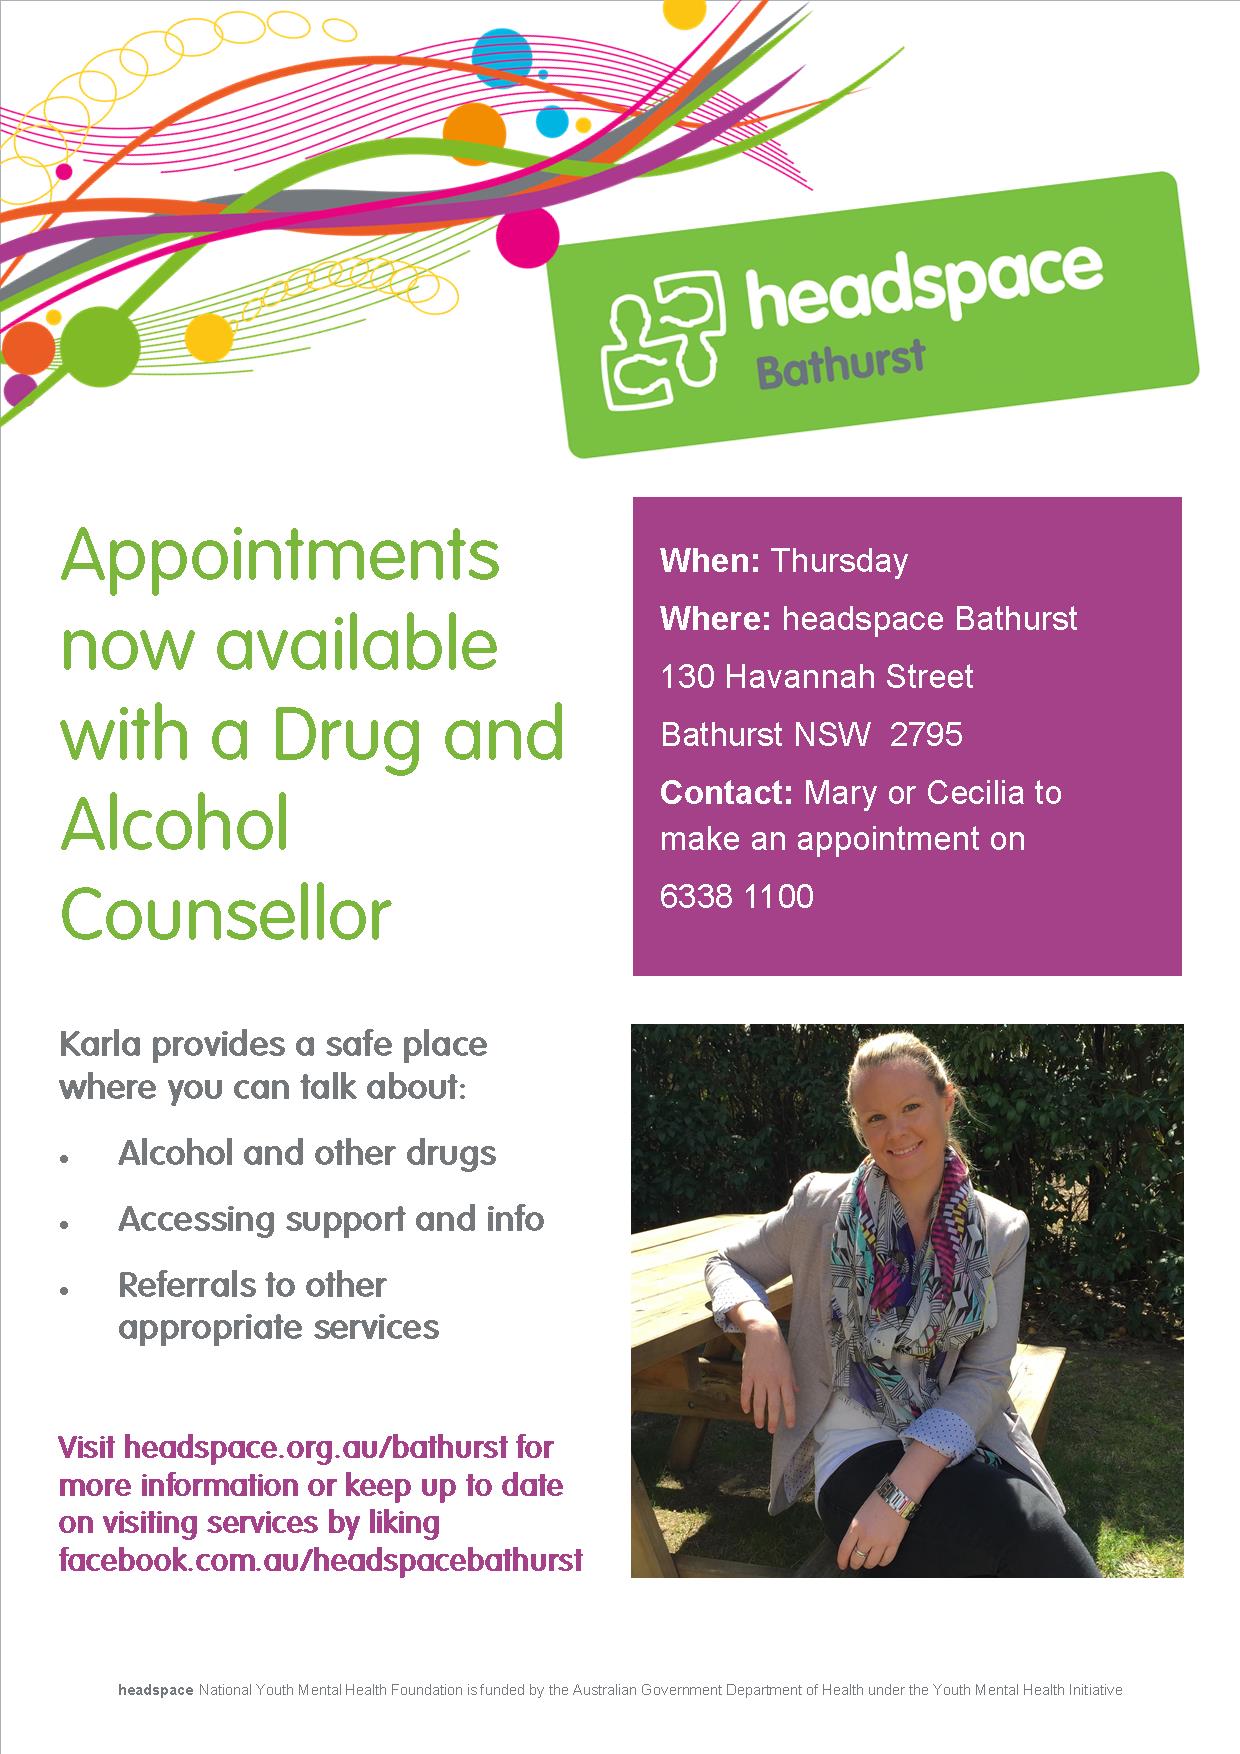 headspace
Bathurst
Appointments
now available
with a Drug and
Alcohol
Counsellor
When: Thursday
Where: headspace Bathurst
130 Havannah Street
Bathurst NSW  2795
Contact: Mary or Cecilia to
make an appointment on
6338 1100
Karla provides a safe place
where you can talk about:
• Alcohol and other drugs
• Accessing support and info
• Referrals to other
appropriate services
Visit headspace.org.au/bathurst for
more information or keep up to date
on visiting services by liking
facebook.com.au/headspacebathurst
headspace National Youth Mental Health Foundation is funded by the Australian Government Department of Health under the Youth Mental Health Initiative